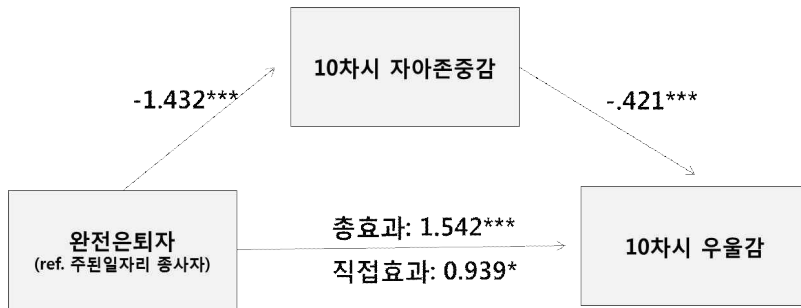 10차시 자아존중감
-1.432***
-.421***
완전은퇴자
(ref. 주된일자리 종사자)
총효과: 1.542***
직접효과: 0.939*
10차시 우울감